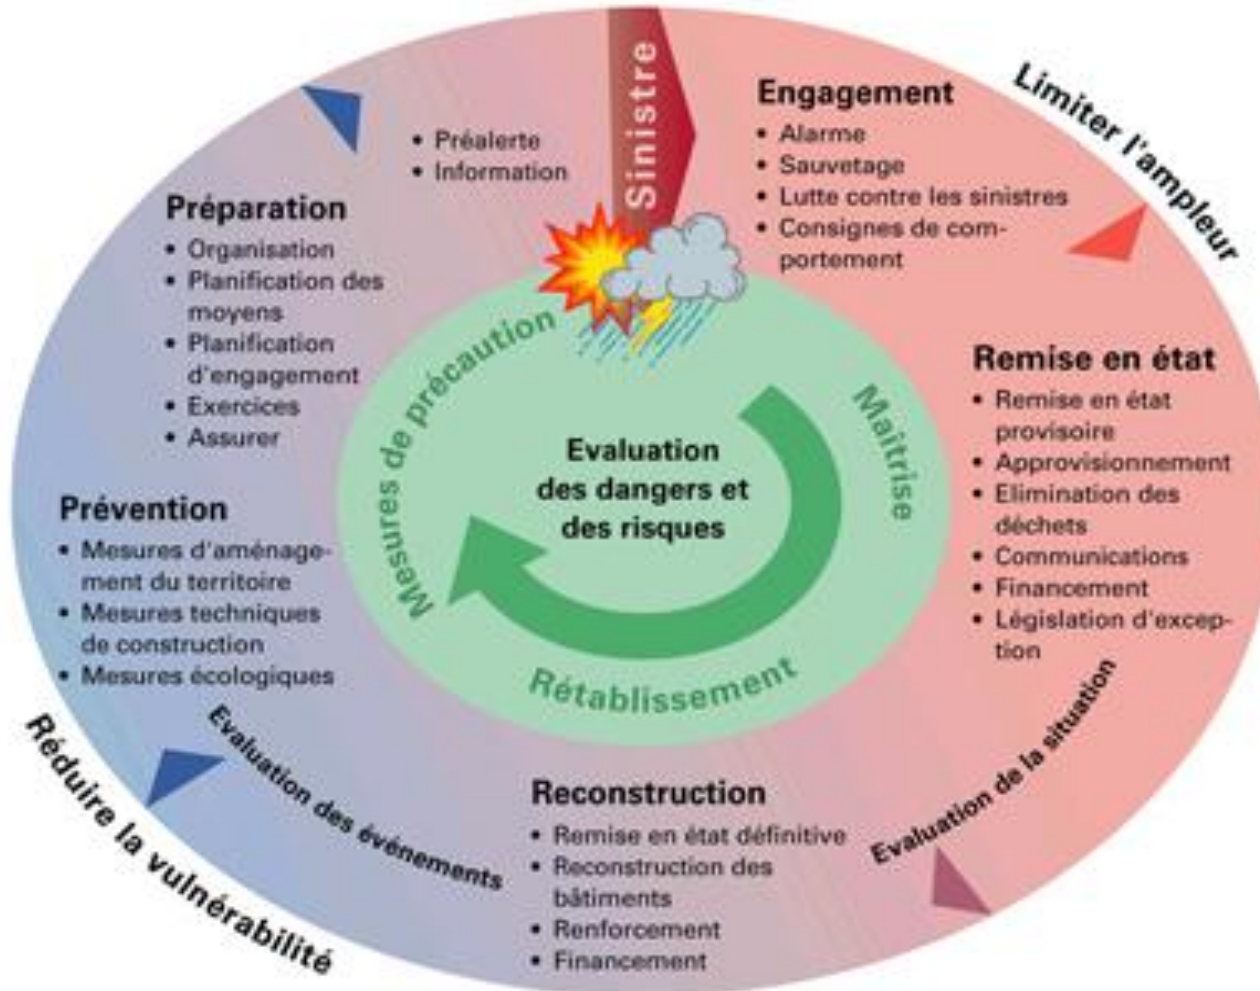 Sinistre
Engagement
• Alarme
• Sauvetage
• Lutte contre les sinistres
• Consignes de com-
portement
Limiter l'ampleur
Remise en état
• Remise en état
provisoire
• Approvisionnement
• Elimination des
déchets
• Communications
• Financement
• Législation d'excep-
tion
Evaluation de la situation
Reconstruction
• Remise en état définitive
• Reconstruction des
bâtiments
• Renforcement
• Financement
Evaluation des événements
Réduire la vulnérabilité
Prévention
• Mesures d'aménage-
ment du territoire
• Mesures techniques
de construction
• Mesures écologiques
Préparation
• Organisation
• Planification des
moyens
• Planification
d'engagement
• Exercices
• Assurer
• Préalerte
• Information
Mesures de précaution
Maîtrise
Rétablissement
Evaluation
des dangers et
des risques